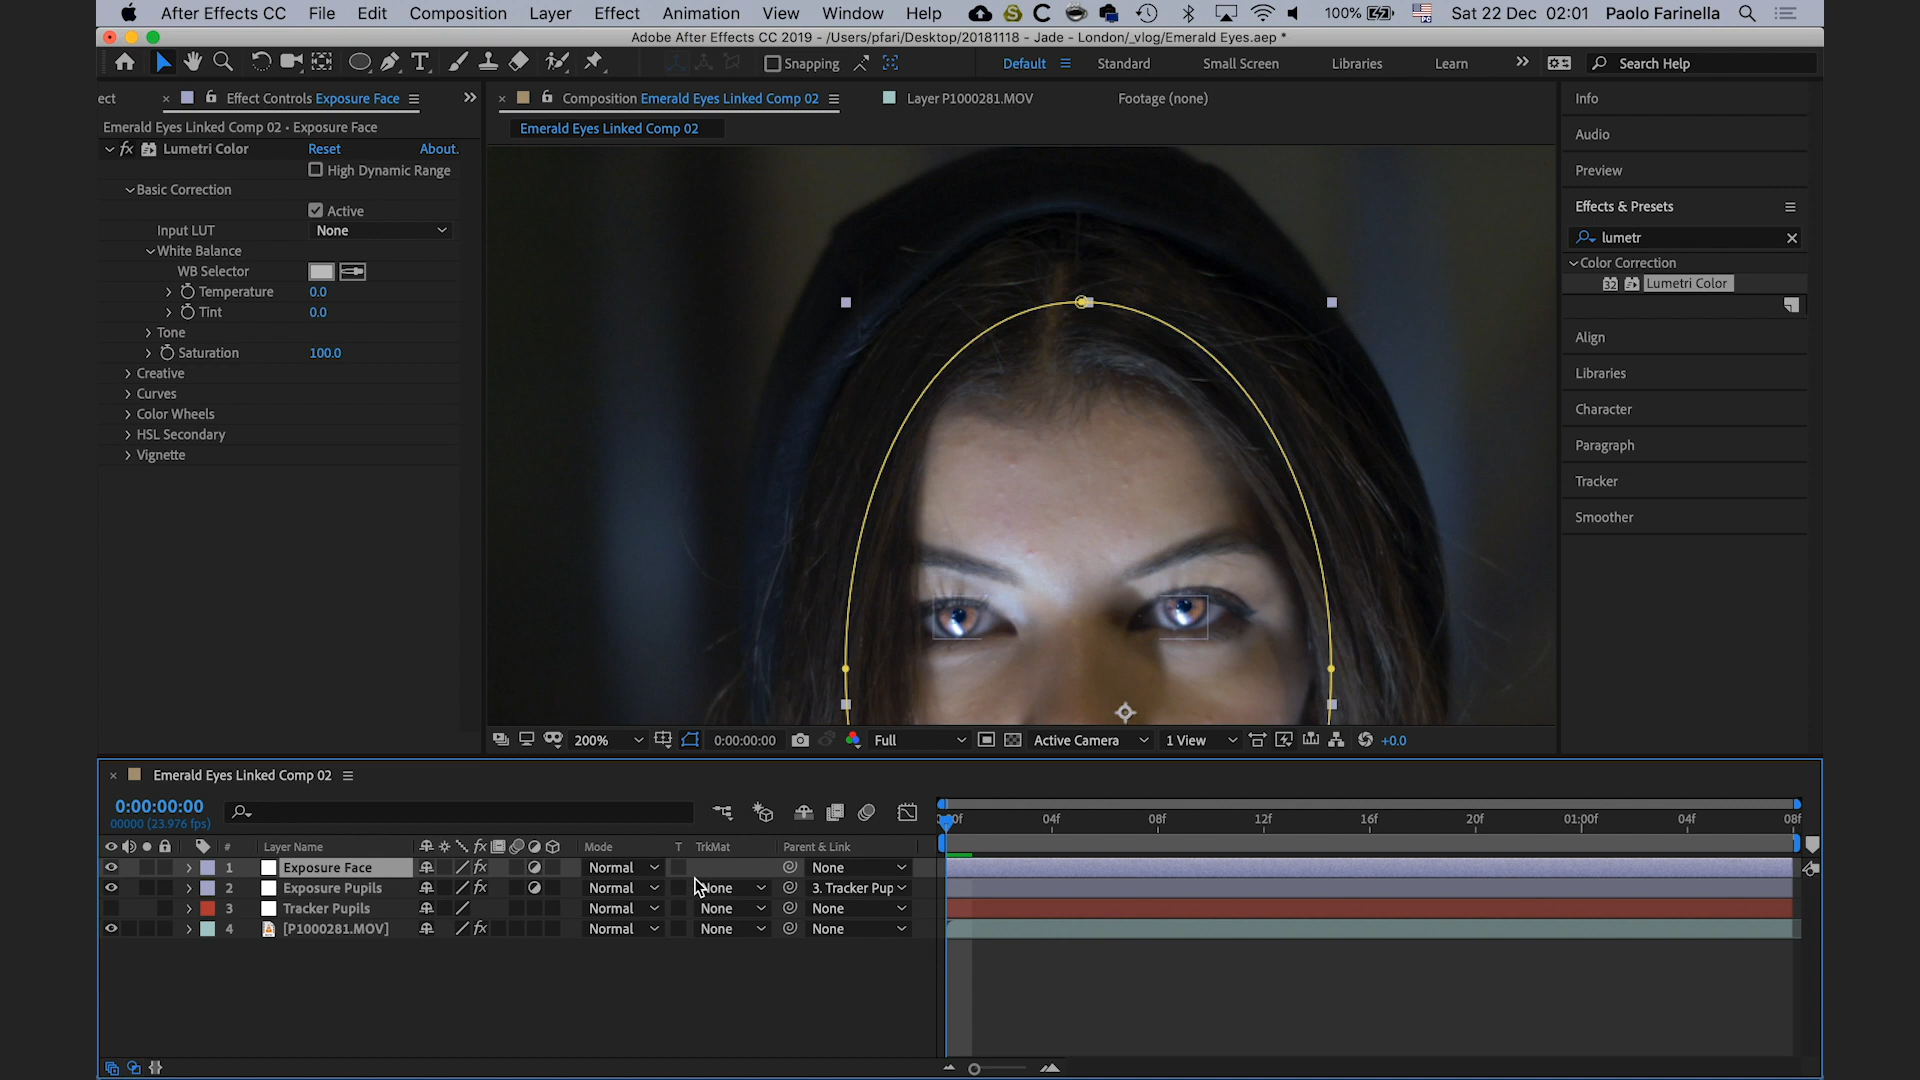 After Effects CC File Edit Composition Layer Effect Animation View Window Help 100% Sat 22 Dec 02:01 Paolo Farinella
Adobe After Effects CC 2019 - /Users/pfari/Desktop/20181118 - Jade - London/_vlog/Emerald Eyes.aep *
Snapping Default Standard Small Screen Libraries Learn Search Help
ect Effect Controls Exposure Face Composition Emerald Eyes Linked Comp 02 Layer P1000281.MOV Footage (none) Info
Emerald Eyes Linked Comp 02 · Exposure Face Emerald Eyes Linked Comp 02
Audio
fx Lumetri Color Reset About.
High Dynamic Range Preview
Basic Correction
Active Effects & Presets
Input LUT None lumetr
White Balance
Color Correction
WB Selector 32 Lumetri Color
Temperature 0.0
Tint 0.0
Tone Align
Saturation 100.0
Creative Libraries
Curves
Color Wheels Character
HSL Secondary Paragraph
Vignette
Tracker
Smoother
200% 0:00:00:00 Full Active Camera 1 View +0.0
Emerald Eyes Linked Comp 02
0:00:00:00
00000 (23.976 fps)
:00f 04f 08f 12f 16f 20f 01:00f 04f 08f
# Layer Name fx Mode T TrkMat Parent & Link
1 Exposure Face fx Normal None
2 Exposure Pupils fx Normal None 3. Tracker Pup
3 Tracker Pupils Normal None None
4 [P1000281.MOV] fx Normal None None